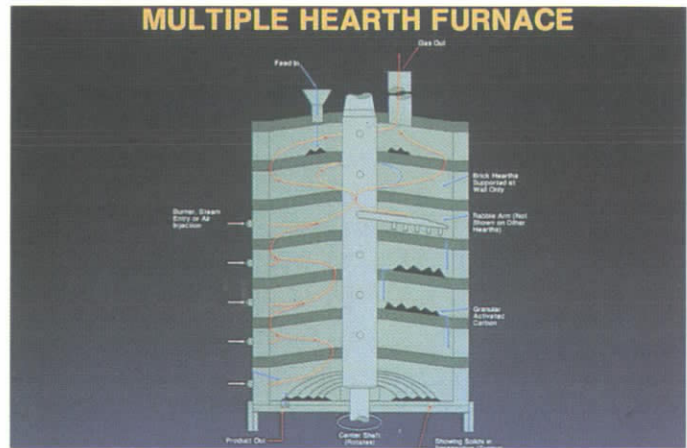 MULTIPLE HEARTH FURNACE
Gas Out
Feed In
Brick Hearths
Supported at
Wall Only
Burner, Steam
Entry or Air
Injection
Rabble Arm (Not
Shown on Other
Hearths)
Granular
Activated
Carbon
Product Out
Center Shaft
(Rotates)
Showing Solids in